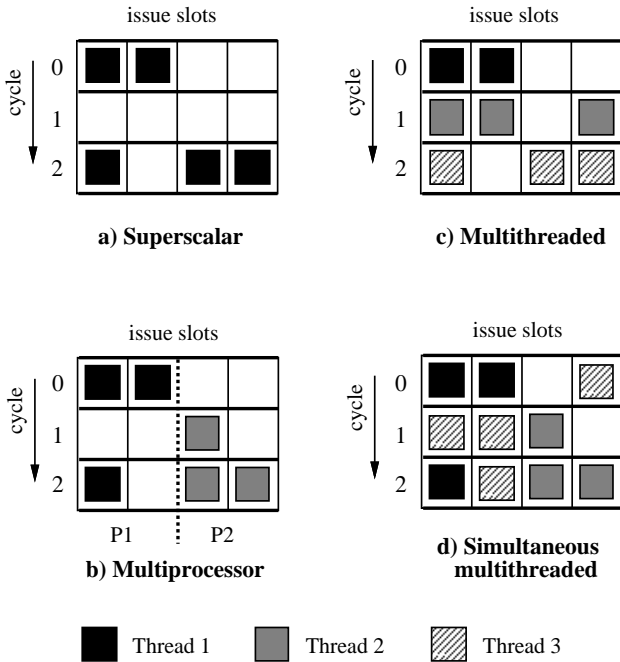 issue slots
cycle
0
1
2
a) Superscalar
issue slots
cycle
0
1
2
c) Multithreaded
issue slots
cycle
0
1
2
P1 P2
b) Multiprocessor
issue slots
cycle
0
1
2
d) Simultaneous
multithreaded
Thread 1 Thread 2 Thread 3